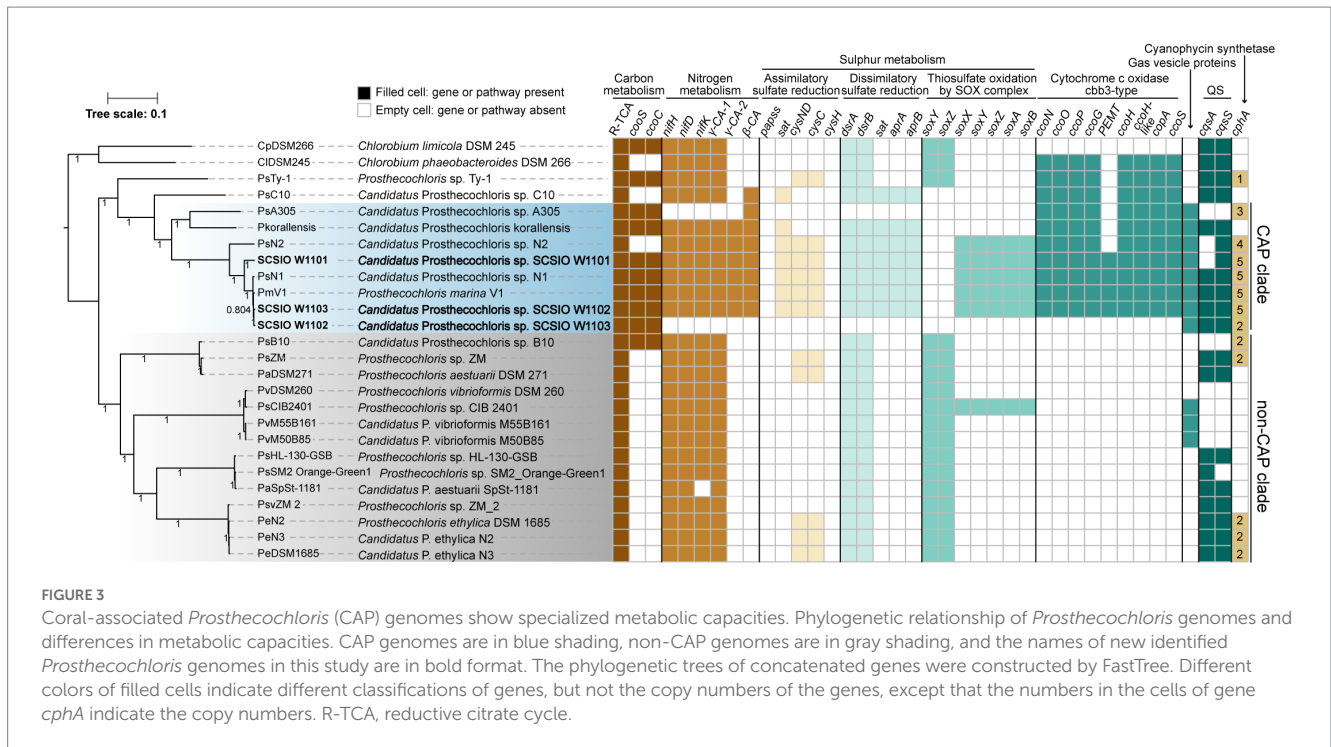 Cyanophycin synthetase
Gas vesicle proteins
Sulphur metabolism
Tree scale: 0.1
Filled cell: gene or pathway present
Empty cell: gene or pathway absent
Carbon metabolism
Nitrogen metabolism
Assimilatory sulfate reduction
Dissimilatory sulfate reduction
Thiosulfate oxidation by SOX complex
Cytochrome c oxidase cbb3-type
QS
R-TCA cooS cooC nifH nifD nifK γ-CA-1 γ-CA-2 β-CA papss sat cysND cysC cysH dsrA dsrB sat aprA aprB soxY soxZ soxX soxY soxZ soxA soxB ccoN ccoO ccoP ccoG PEMT ccoH ccoH-like copA ccoS cqsA cqsS cphA
CpDSM266 Chlorobium limicola DSM 245
ClDSM245 Chlorobium phaeobacteroides DSM 266
PsTy-1 Prosthecochloris sp. Ty-1 1
PsC10 Candidatus Prosthecochloris sp. C10
PsA305 Candidatus Prosthecochloris sp. A305 3
Pkorallensis Candidatus Prosthecochloris korallensis
PsN2 Candidatus Prosthecochloris sp. N2 4
SCSIO W1101 Candidatus Prosthecochloris sp. SCSIO W1101 5
PsN1 Candidatus Prosthecochloris sp. N1 5
PmV1 Prosthecochloris marina V1 5
SCSIO W1103 Candidatus Prosthecochloris sp. SCSIO W1102 5
SCSIO W1102 Candidatus Prosthecochloris sp. SCSIO W1103 2
PsB10 Candidatus Prosthecochloris sp. B10 2
PsZM Prosthecochloris sp. ZM 2
PaDSM271 Prosthecochloris aestuarii DSM 271
PvDSM260 Prosthecochloris vibrioformis DSM 260
PsCIB2401 Prosthecochloris sp. CIB 2401
PvM55B161 Candidatus P. vibrioformis M55B161
PvM50B85 Candidatus P. vibrioformis M50B85
PsHL-130-GSB Prosthecochloris sp. HL-130-GSB
PsSM2 Orange-Green1 Prosthecochloris sp. SM2_Orange-Green1
PaSpSt-1181 Candidatus P. aestuarii SpSt-1181
PsvZM 2 Prosthecochloris sp. ZM_2
PeN2 Prosthecochloris ethylica DSM 1685 2
PeN3 Candidatus P. ethylica N2 2
PeDSM1685 Candidatus P. ethylica N3 2
1
1
1
1
1
1
1
1
0.804
1
1
1
1
1
1
1
1
1
CAP clade
non-CAP clade
FIGURE 3
Coral-associated Prosthecochloris (CAP) genomes show specialized metabolic capacities. Phylogenetic relationship of Prosthecochloris genomes and
differences in metabolic capacities. CAP genomes are in blue shading, non-CAP genomes are in gray shading, and the names of new identified
Prosthecochloris genomes in this study are in bold format. The phylogenetic trees of concatenated genes were constructed by FastTree. Different
colors of filled cells indicate different classifications of genes, but not the copy numbers of the genes, except that the numbers in the cells of gene
cphA indicate the copy numbers. R-TCA, reductive citrate cycle.